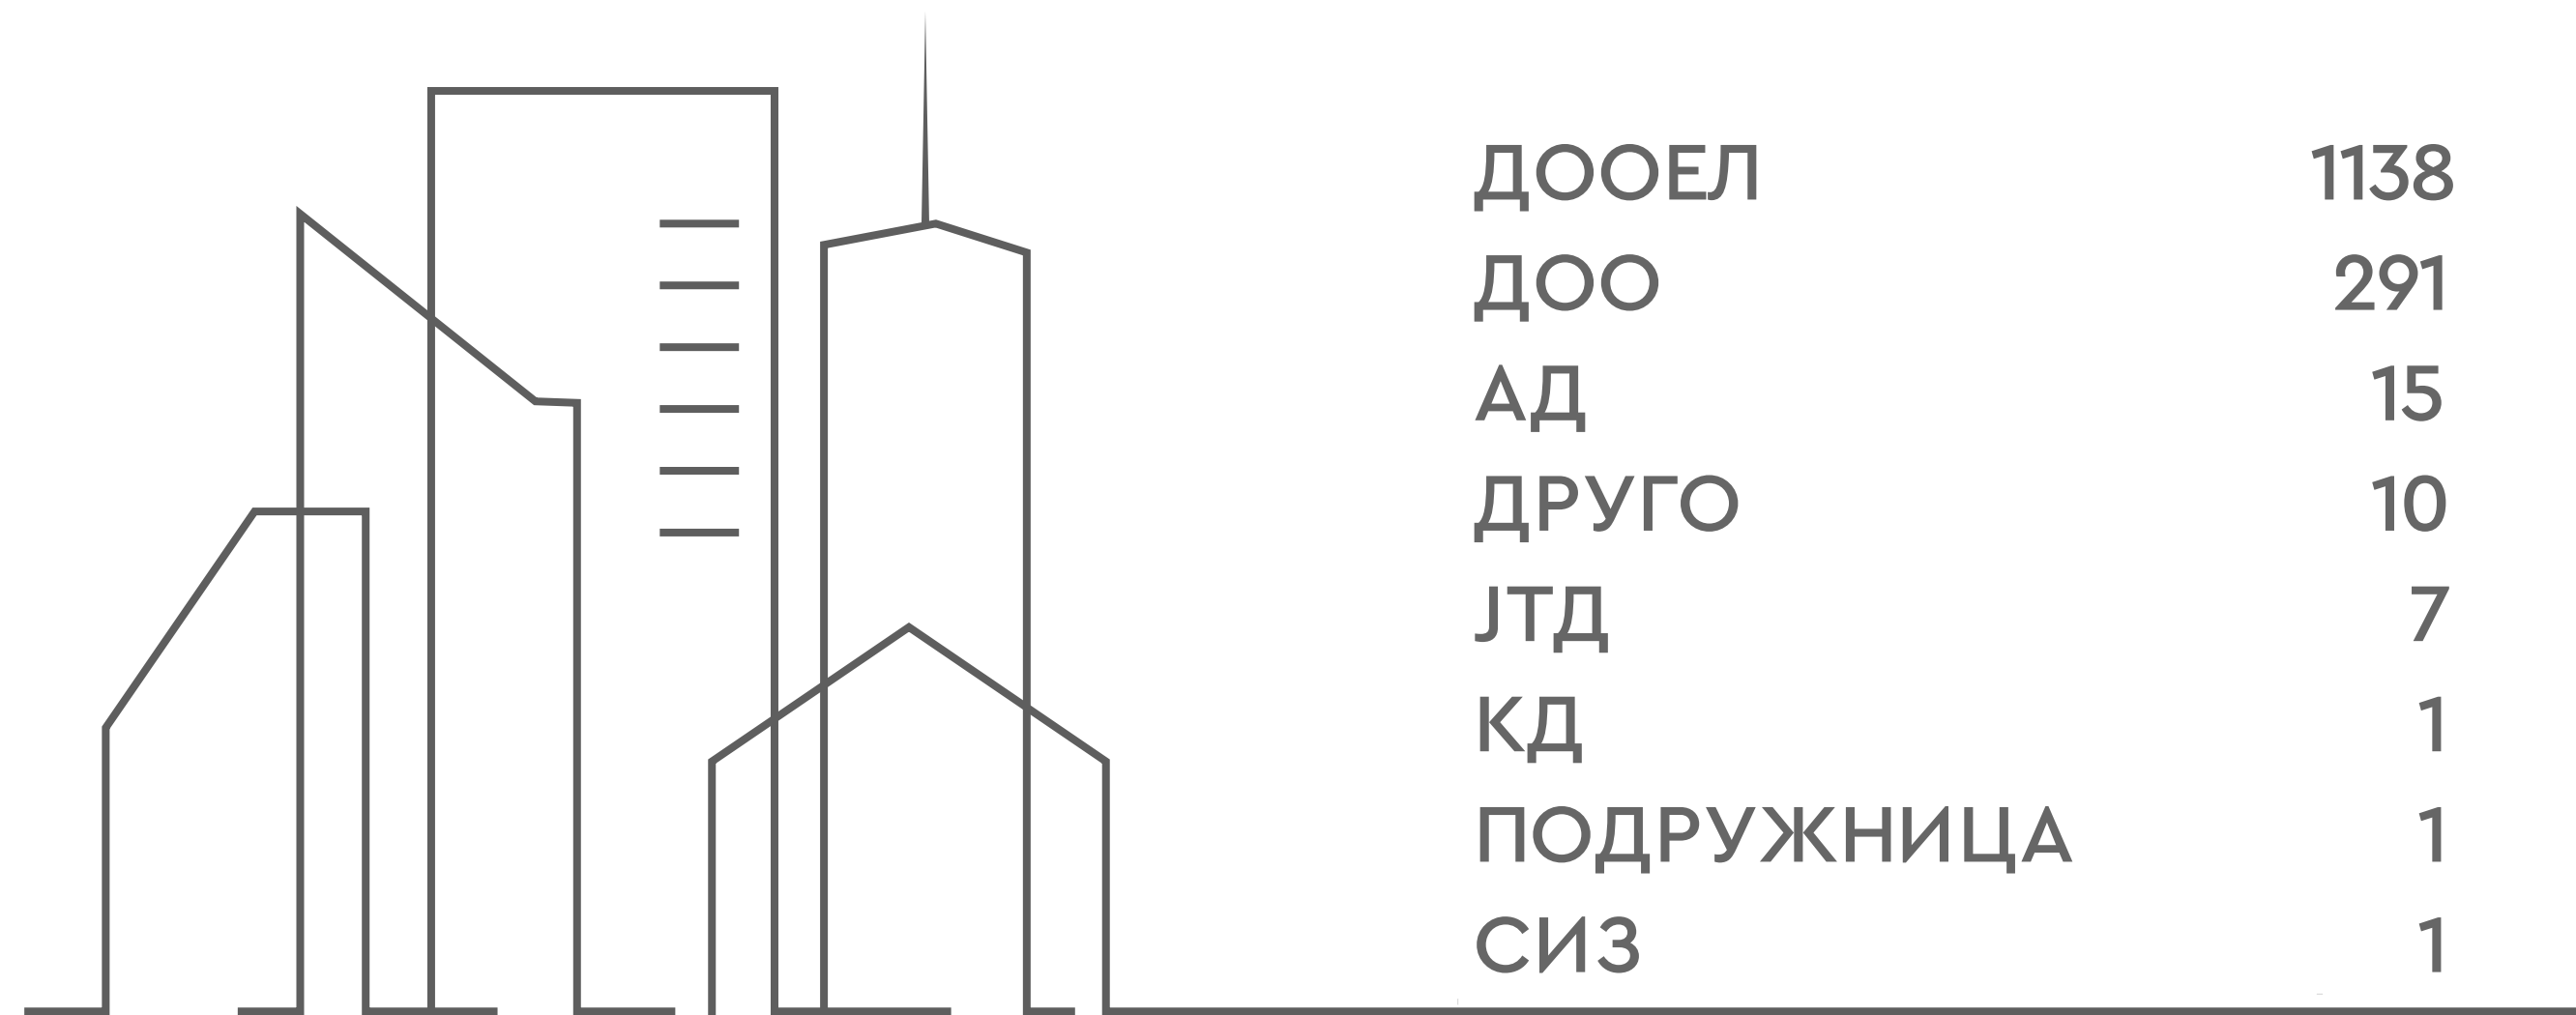 ДООЕЛ 1138
ДОО 291
АД 15
ДРУГО 10
ЈТД 7
КД 1
ПОДРУЖНИЦА 1
СИЗ 1